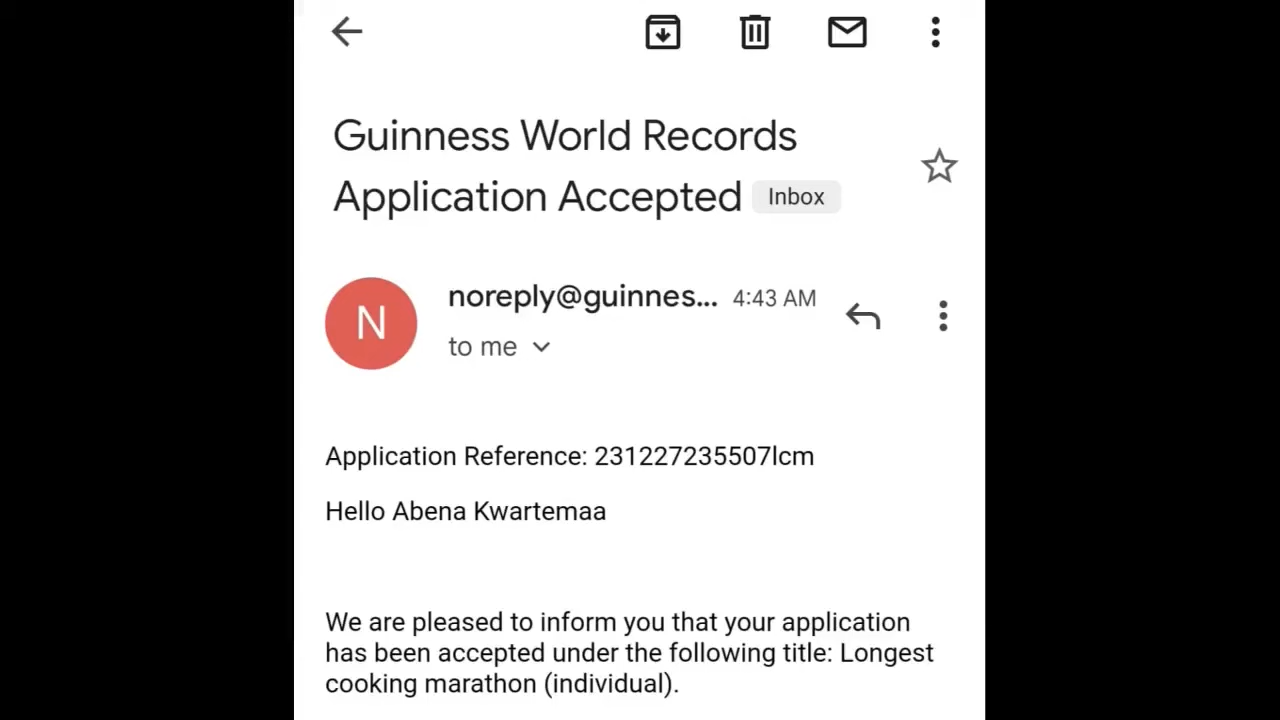 Guinness World Records
Application Accepted Inbox
N
noreply@guinnes... 4:43 AM
to me
Application Reference: 231227235507lcm
Hello Abena Kwartemaa
We are pleased to inform you that your application
has been accepted under the following title: Longest
cooking marathon (individual).